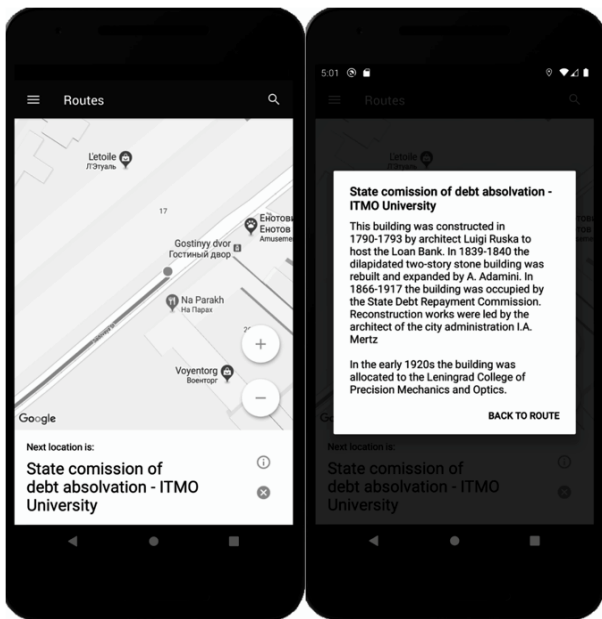 Routes
L'etoile
Л'Этуаль
17
Енотови
Енотов
Amuseme
Gostinyy dvor
Гостиный двор
Na Parakh
На Парах
Voyentorg
Военторг
+
−
Google
Next location is:
State comission of
debt absolvation - ITMO
University
5:01
Routes
L'etoile
State comission of debt absolvation -
ITMO University
This building was constructed in
1790-1793 by architect Luigi Ruska to
host the Loan Bank. In 1839-1840 the
dilapidated two-story stone building was
rebuilt and expanded by A. Adamini. In
1866-1917 the building was occupied by
the State Debt Repayment Commission.
Reconstruction works were led by the
architect of the city administration I.A.
Mertz
In the early 1920s the building was
allocated to the Leningrad College of
Precision Mechanics and Optics.
BACK TO ROUTE
Next location is:
State comission of
debt absolvation - ITMO
University